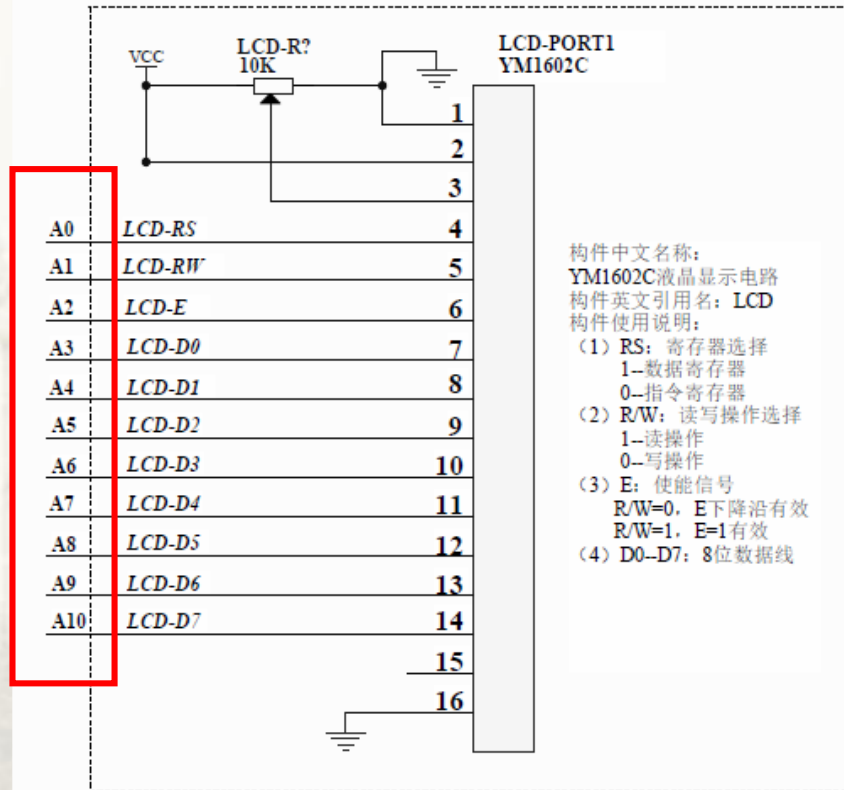 VCC
LCD-R?
10K
LCD-PORT1
YM1602C
1
2
3
A0 LCD-RS 4
A1 LCD-RW 5
A2 LCD-E 6
A3 LCD-D0 7
A4 LCD-D1 8
A5 LCD-D2 9
A6 LCD-D3 10
A7 LCD-D4 11
A8 LCD-D5 12
A9 LCD-D6 13
A10 LCD-D7 14
15
16
构件中文名称：
YM1602C液晶显示电路
构件英文引用名：LCD
构件使用说明：
（1）RS：寄存器选择
1--数据寄存器
0--指令寄存器
（2）R/W：读写操作选择
1--读操作
0--写操作
（3）E：使能信号
R/W=0，E下降沿有效
R/W=1，E=1有效
（4）D0--D7：8位数据线